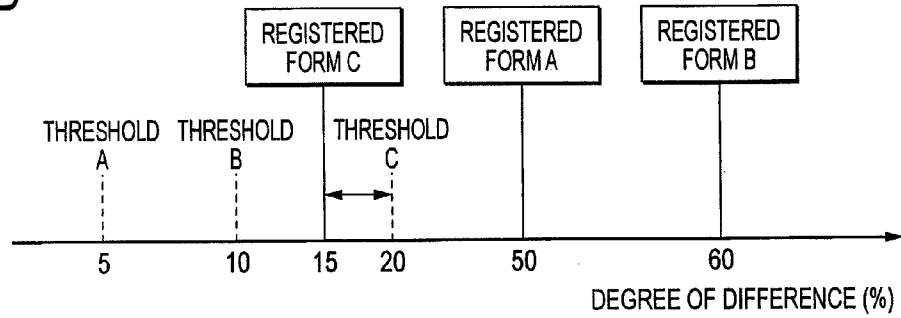 REGISTERED
FORM C
REGISTERED
FORM A
REGISTERED
FORM B
THRESHOLD
A
THRESHOLD
B
THRESHOLD
C
5
10
15
20
50
60
DEGREE OF DIFFERENCE (%)